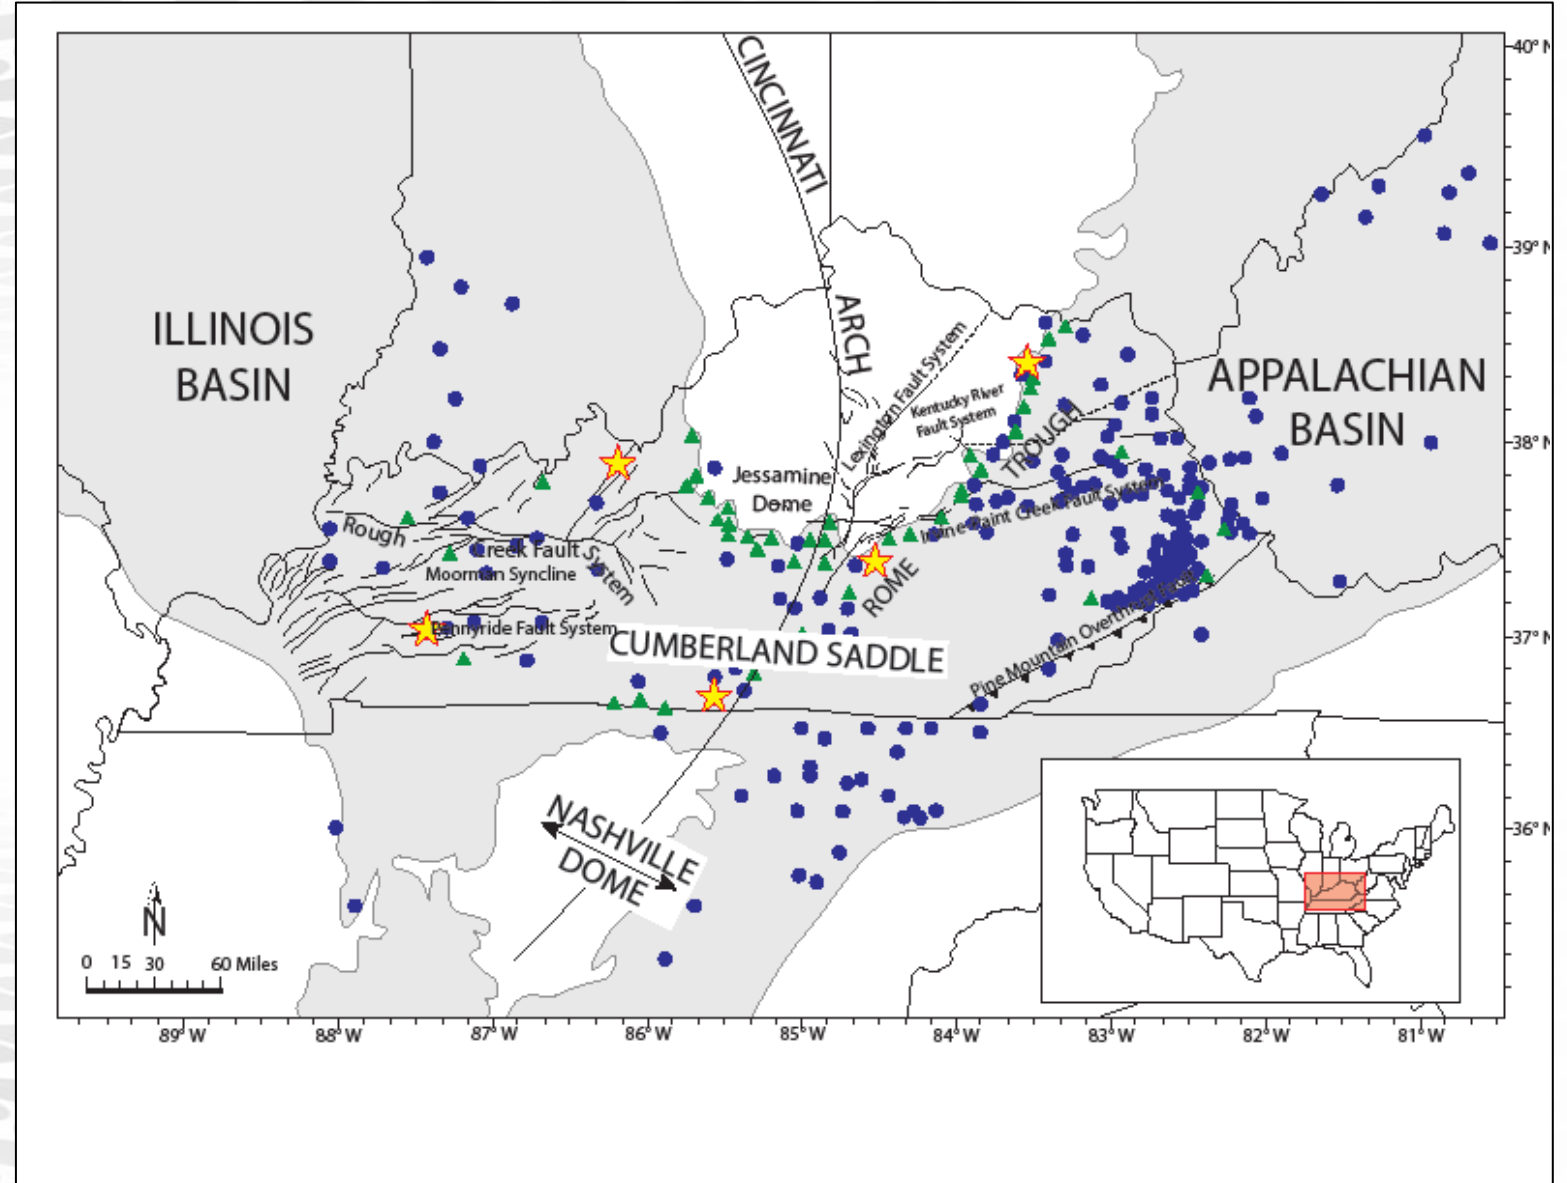 CINCINNATI
ARCH
40° N
39° N
38° N
37° N
36° N
ILLINOIS
BASIN
APPALACHIAN
BASIN
Lexington Fault System
Kentucky River
Fault System
TROUGH
ROME
Jessamine
Dome
Irvine Paint Creek Fault System
Rough
Creek Fault
System
Moorman Syncline
Pennyride Fault System
CUMBERLAND SADDLE
Pine Mountain Overthrust
NASHVILLE
DOME
N
0 15 30 60 Miles
89°W 88°W 87°W 86°W 85°W 84°W 83°W 82°W 81°W